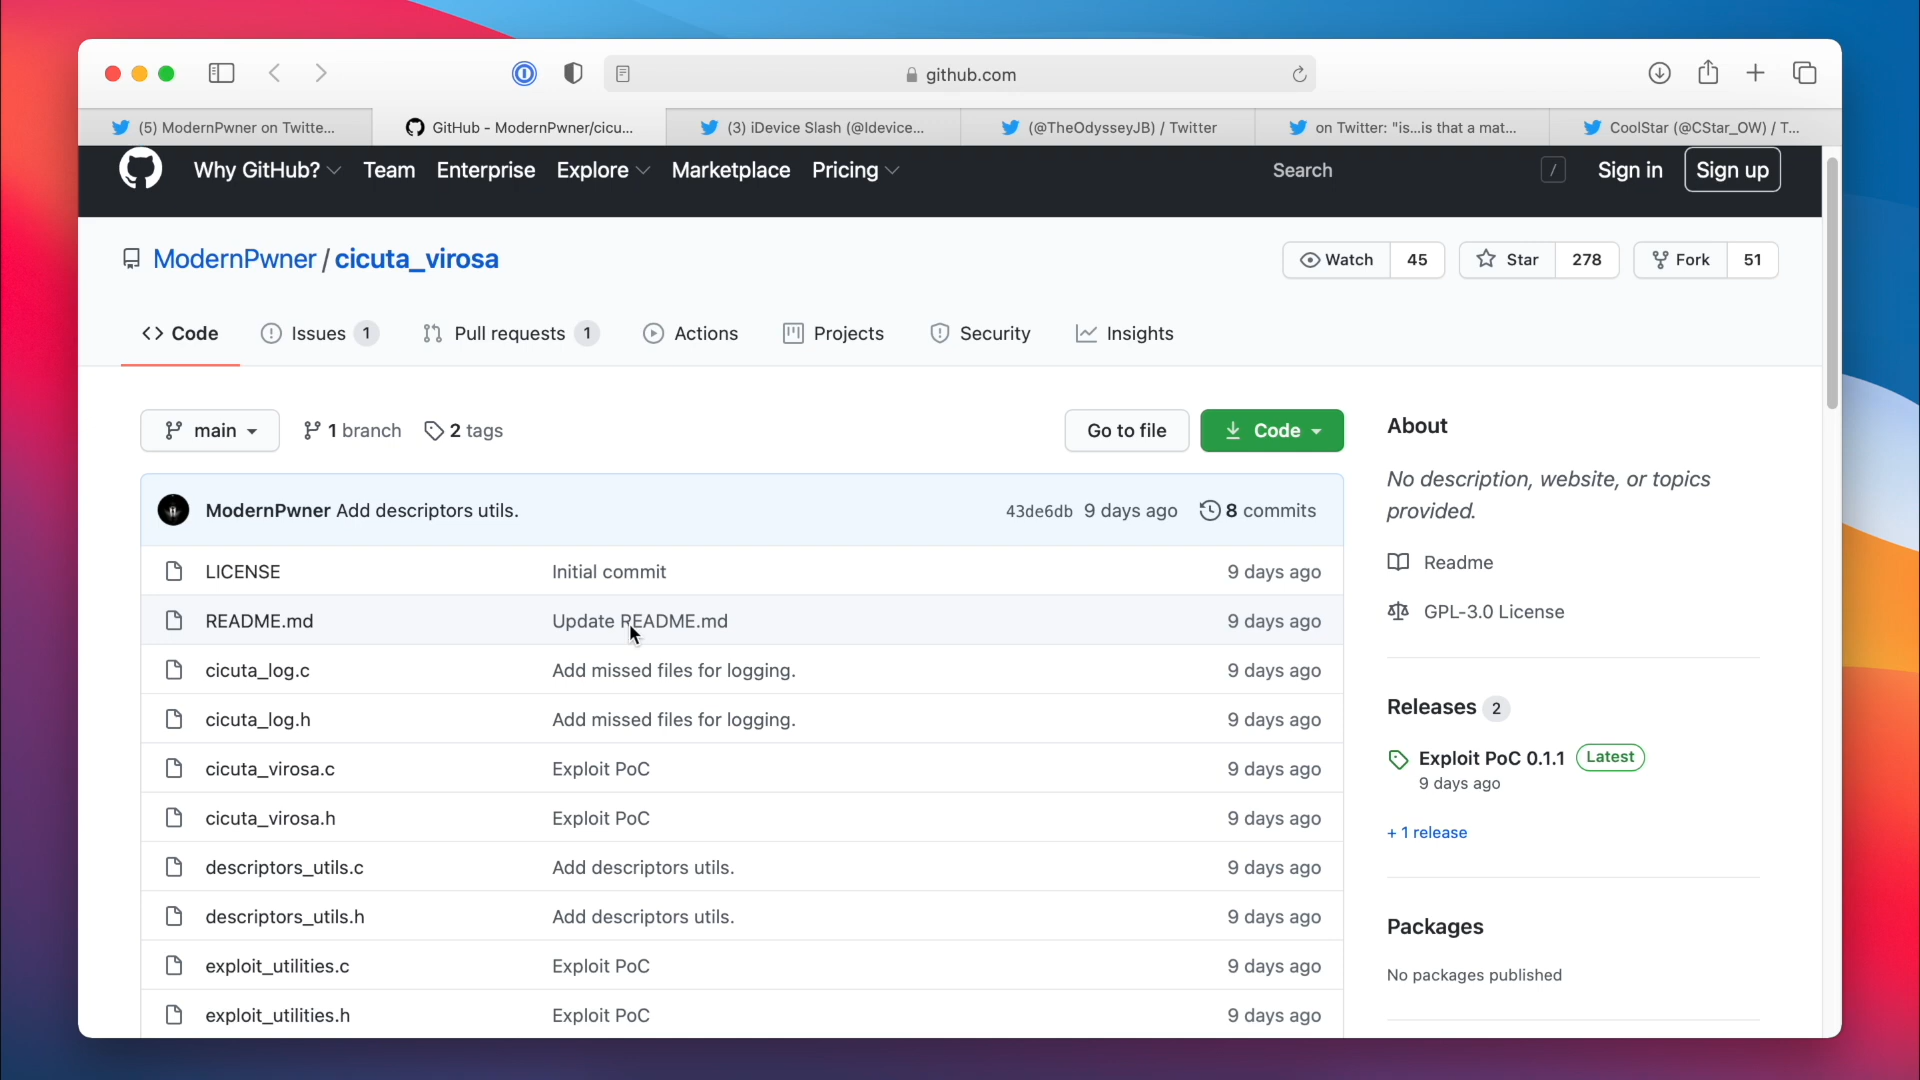 github.com
(5) ModernPwner on Twitte...
GitHub - ModernPwner/cicu...
(3) iDevice Slash (@Idevice...
(@TheOdysseyJB) / Twitter
on Twitter: "is...is that a mat...
CoolStar (@CStar_OW) / T...
Why GitHub? Team Enterprise Explore Marketplace Pricing
Search /
Sign in Sign up
ModernPwner / cicuta_virosa
Watch 45 Star 278 Fork 51
Code Issues 1 Pull requests 1 Actions Projects Security Insights
main 1 branch 2 tags
Go to file Code
ModernPwner Add descriptors utils. 43de6db 9 days ago 8 commits
LICENSE Initial commit 9 days ago
README.md Update README.md 9 days ago
cicuta_log.c Add missed files for logging. 9 days ago
cicuta_log.h Add missed files for logging. 9 days ago
cicuta_virosa.c Exploit PoC 9 days ago
cicuta_virosa.h Exploit PoC 9 days ago
descriptors_utils.c Add descriptors utils. 9 days ago
descriptors_utils.h Add descriptors utils. 9 days ago
exploit_utilities.c Exploit PoC 9 days ago
exploit_utilities.h Exploit PoC 9 days ago
About
No description, website, or topics
provided.
Readme
GPL-3.0 License
Releases 2
Exploit PoC 0.1.1 Latest
9 days ago
+ 1 release
Packages
No packages published